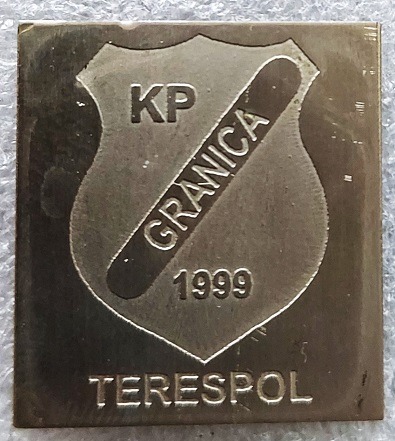 KP
GRANICA
1999
TERESPOL